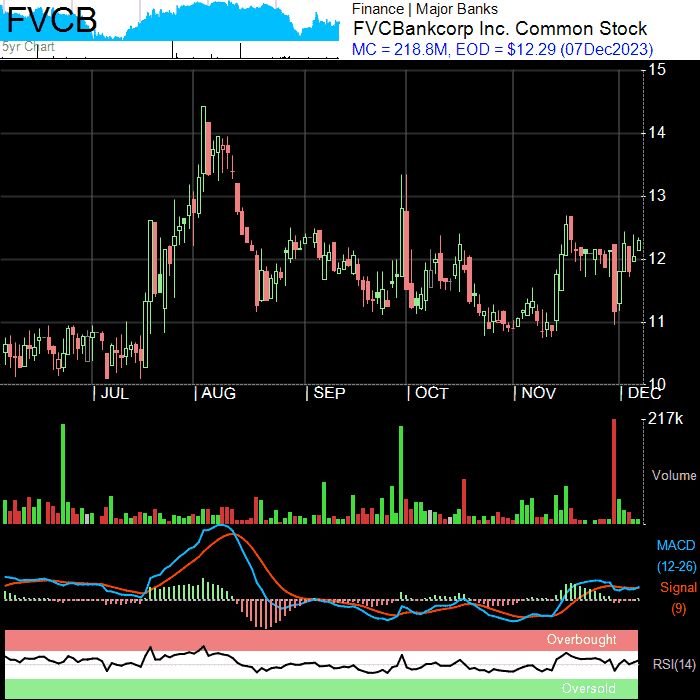 FVCB
5yr Chart
Finance | Major Banks
FVCBankcorp Inc. Common Stock
MC = 218.8M, EOD = $12.29 (07Dec2023)
15
14
13
12
11
10
JUL
AUG
SEP
OCT
NOV
DEC
217k
Volume
MACD
(12-26)
Signal
(9)
Overbought
RSI(14)
Oversold